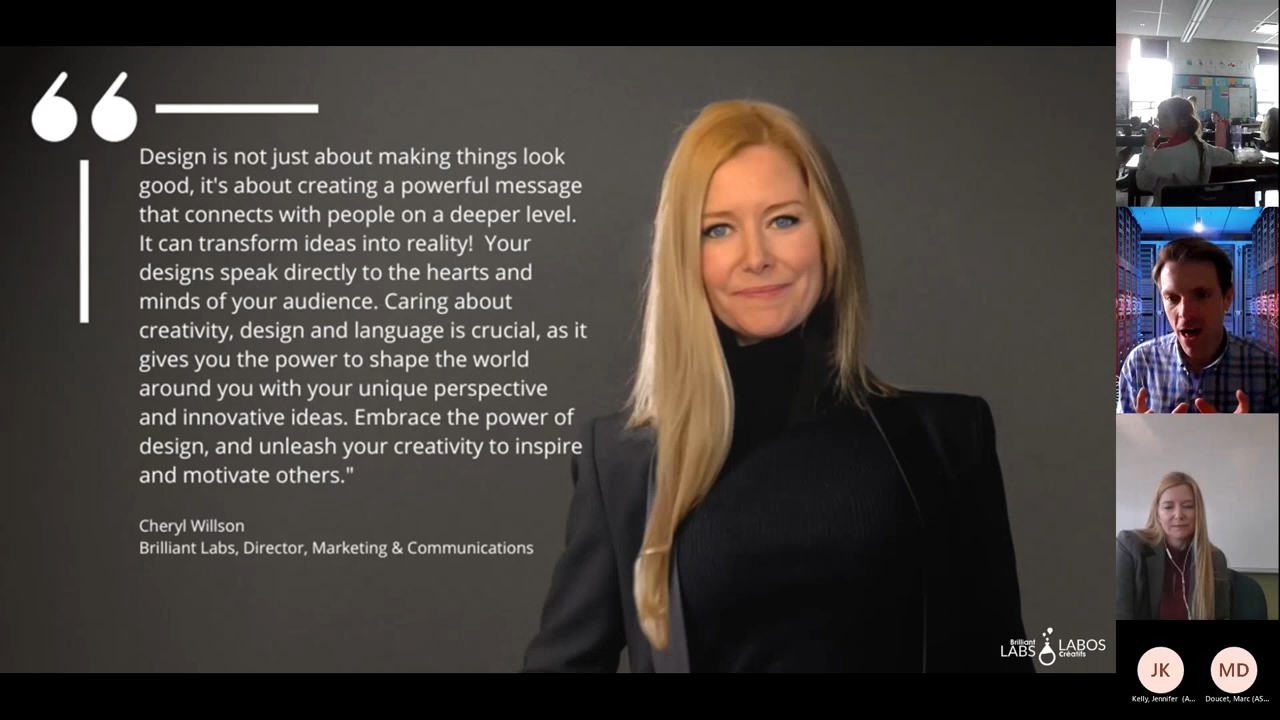 Design is not just about making things look
good, it's about creating a powerful message
that connects with people on a deeper level.
It can transform ideas into reality!  Your
designs speak directly to the hearts and
minds of your audience. Caring about
creativity, design and language is crucial, as it
gives you the power to shape the world
around you with your unique perspective
and innovative ideas. Embrace the power of
design, and unleash your creativity to inspire
and motivate others."
Cheryl Willson
Brilliant Labs, Director, Marketing & Communications
Brilliant
LABS
LABOS
Créatifs
JK
MD
Kelly, Jennifer (A...
Doucet, Marc (AS...